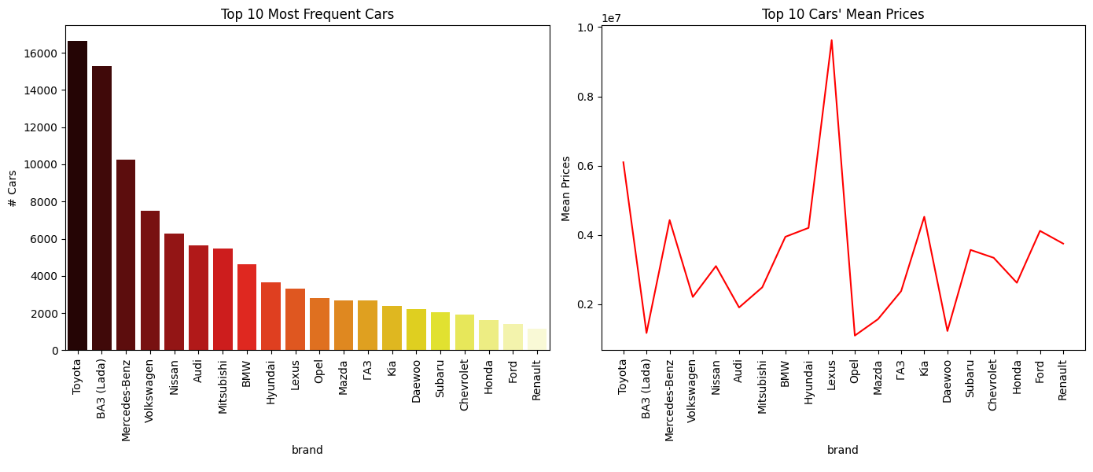 Top 10 Most Frequent Cars
# Cars
16000
14000
12000
10000
8000
6000
4000
2000
0
Toyota
ВАЗ (Lada)
Mercedes-Benz
Volkswagen
Nissan
Audi
Mitsubishi
BMW
Hyundai
Lexus
Opel
Mazda
ГАЗ
Kia
Daewoo
Subaru
Chevrolet
Honda
Ford
Renault
brand
Top 10 Cars' Mean Prices
1e7
Mean Prices
1.0
0.8
0.6
0.4
0.2
Toyota
ВАЗ (Lada)
Mercedes-Benz
Volkswagen
Nissan
Audi
Mitsubishi
BMW
Hyundai
Lexus
Opel
Mazda
ГАЗ
Kia
Daewoo
Subaru
Chevrolet
Honda
Ford
Renault
brand